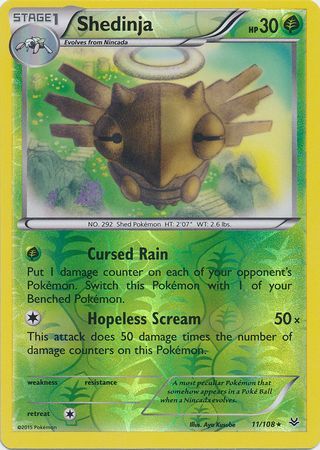 STAGE1
Shedinja
HP30
Evolves from Nincada
NO. 292 Shed Pokémon HT: 2'07" WT: 2.6 lbs.
Cursed Rain
Put 1 damage counter on each of your opponent's
Pokémon. Switch this Pokémon with 1 of your
Benched Pokémon.
Hopeless Scream 50×
This attack does 50 damage times the number of
damage counters on this Pokémon.
weakness resistance
A most peculiar Pokémon that
somehow appears in a Poké Ball
when a Nincada evolves.
retreat
©2015 Pokémon
Illus. Ayu Kusube
11/108 ★